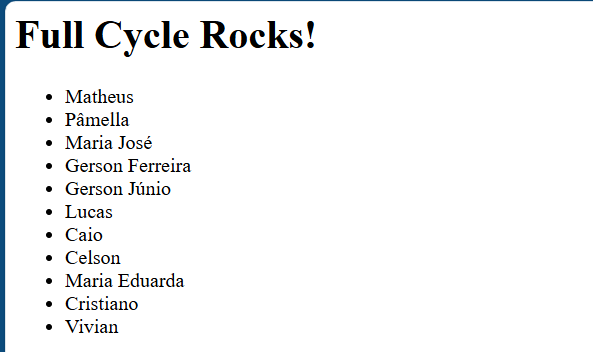 Full Cycle Rocks!
Matheus
Pâmella
Maria José
Gerson Ferreira
Gerson Júnio
Lucas
Caio
Celson
Maria Eduarda
Cristiano
Vivian